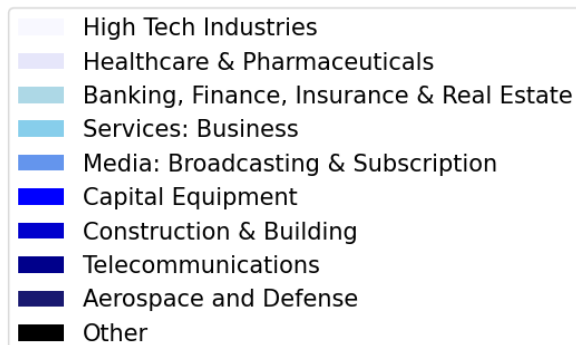 High Tech Industries
Healthcare & Pharmaceuticals
Banking, Finance, Insurance & Real Estate
Services: Business
Media: Broadcasting & Subscription
Capital Equipment
Construction & Building
Telecommunications
Aerospace and Defense
Other